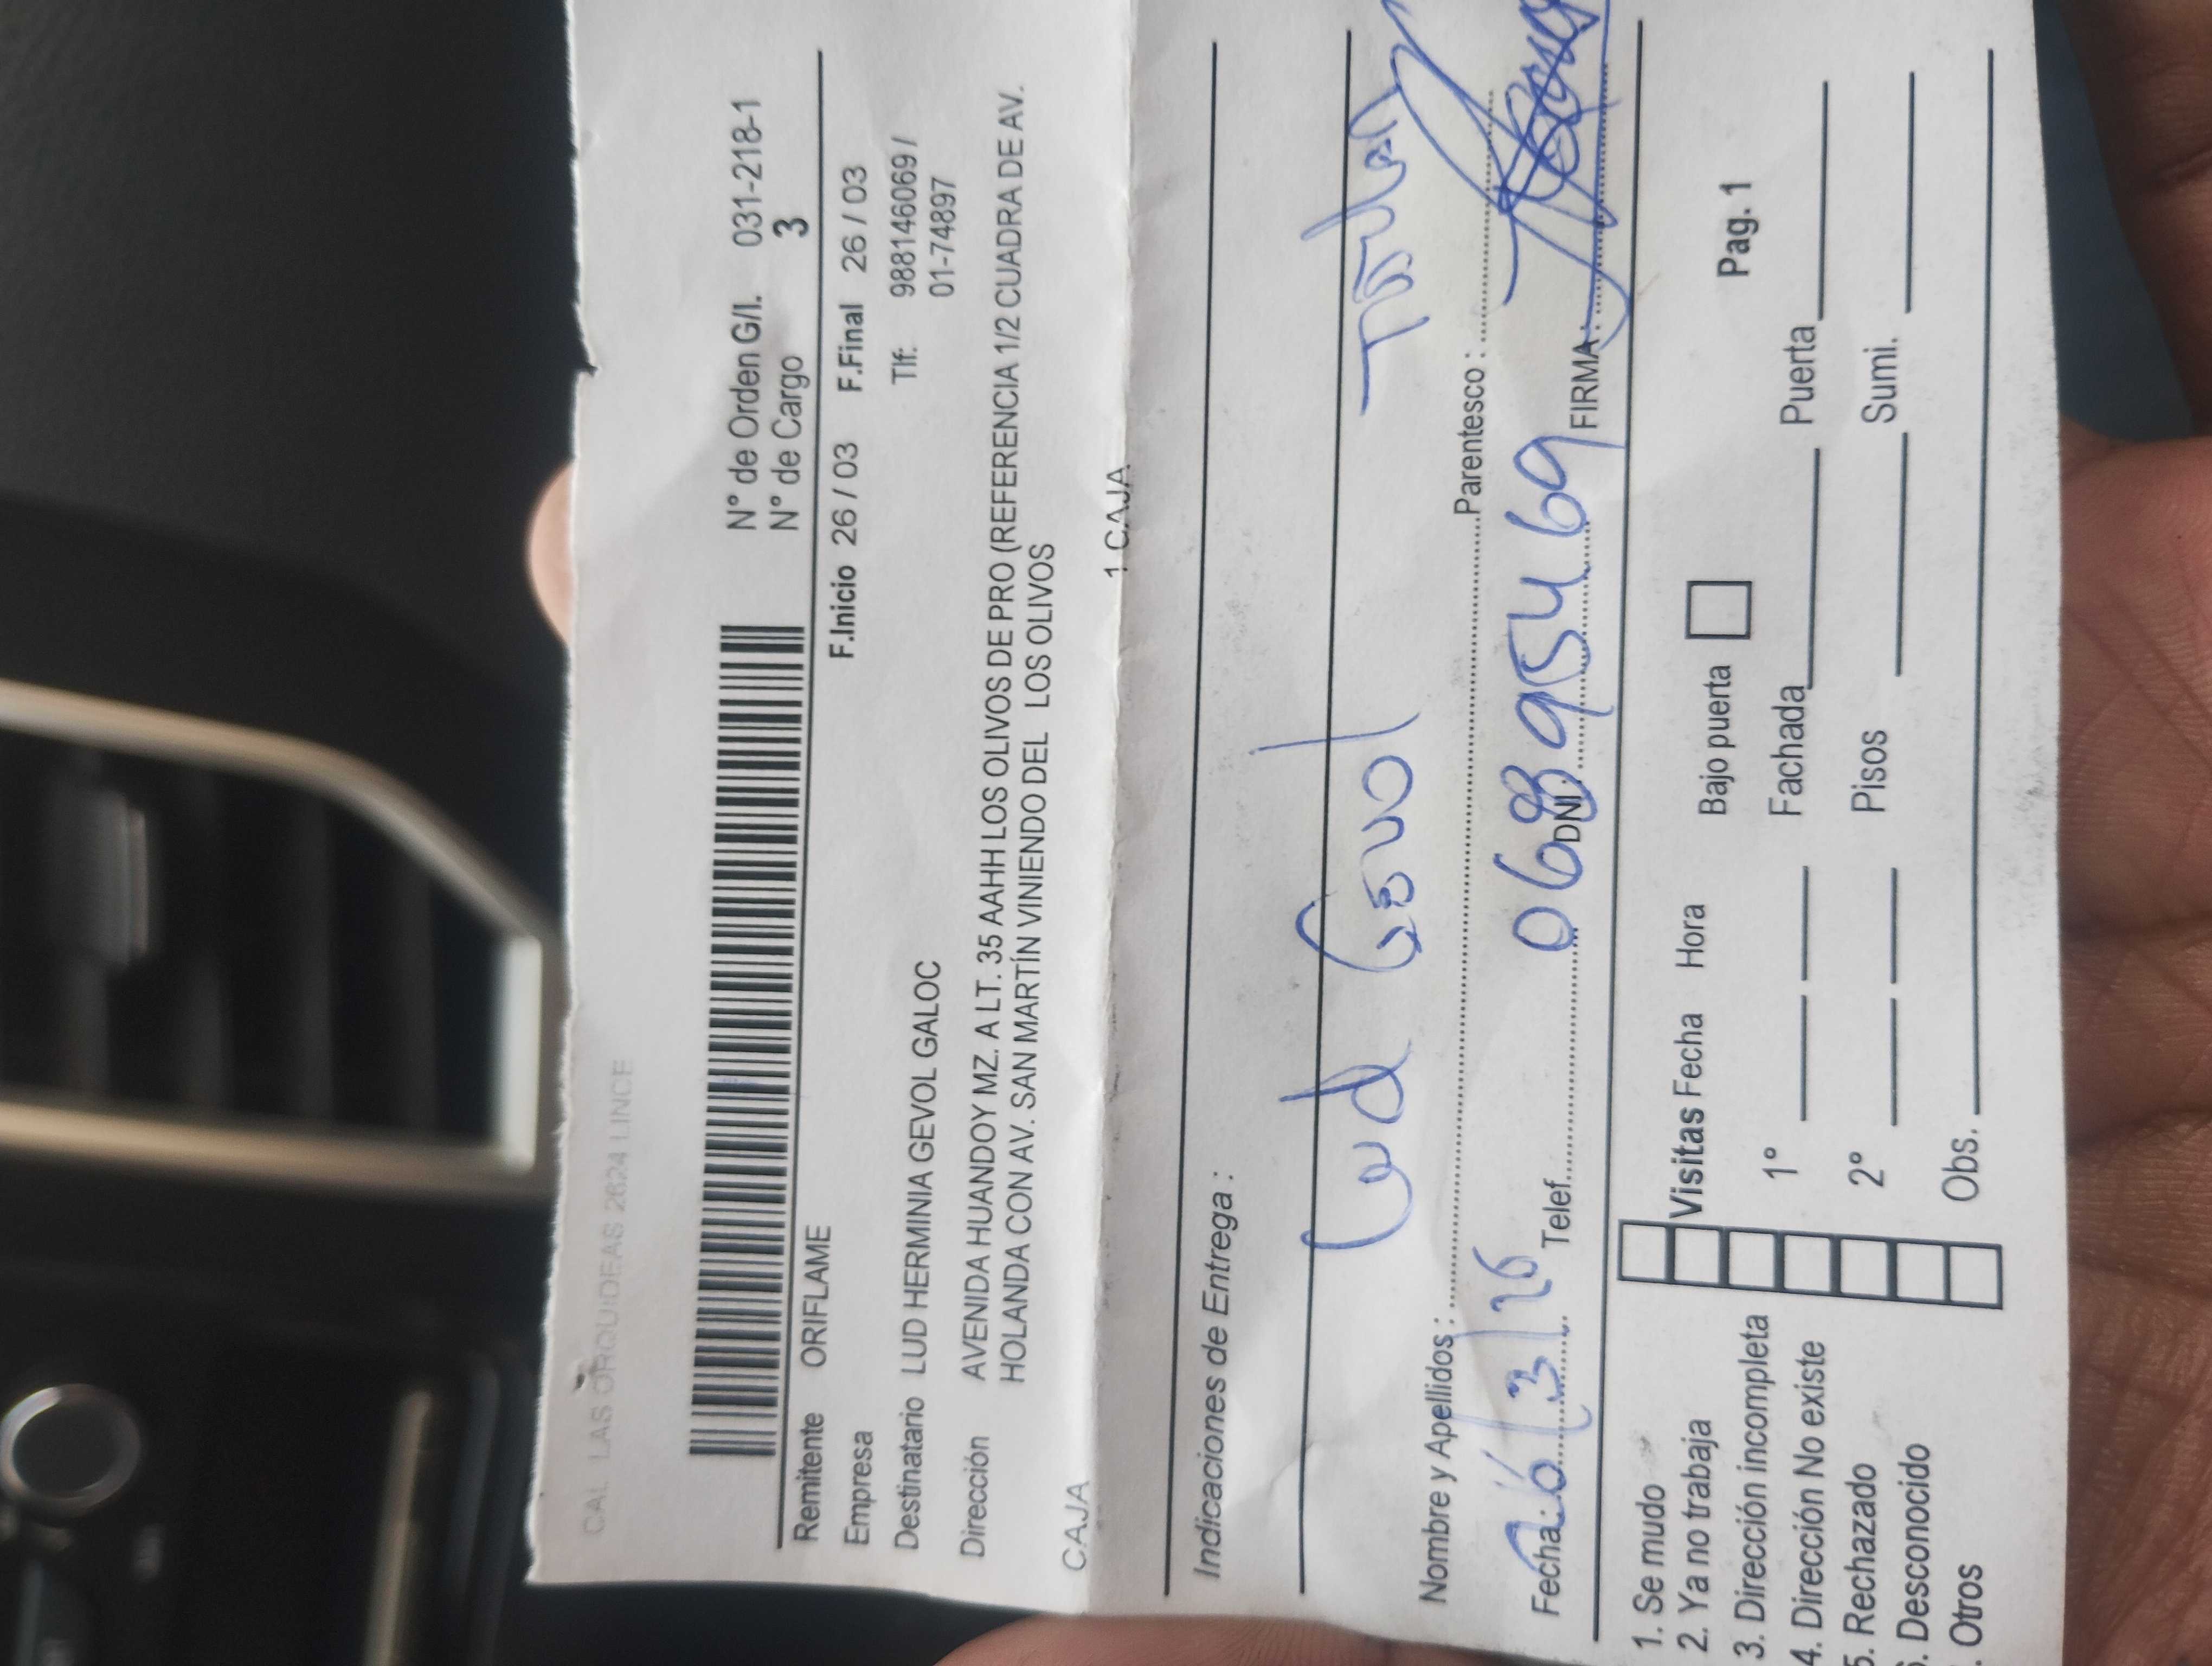 CAL. LAS ORQUIDEAS 2624 LINCE
N° de Orden G/I. 031-218-1
N° de Cargo 3
Remitente ORIFLAME
F.Inicio 26 / 03 F.Final 26 / 03
Empresa
Destinatario LUD HERMINIA GEVOL GALOC
Tlf: 988146069 /
01-74897
Dirección AVENIDA HUANDOY MZ. A LT. 35 AAHH LOS OLIVOS DE PRO (REFERENCIA 1/2 CUADRA DE AV.
HOLANDA CON AV. SAN MARTÍN VINIENDO DEL LOS OLIVOS
CAJA
1 CAJA
Indicaciones de Entrega :
Lud Gevol Titular
Nombre y Apellidos : Parentesco :
Fecha: 26/3/26 Telef. DNI. 06895469 FIRMA:
1. Se mudo
2. Ya no trabaja
3. Dirección incompleta
4. Dirección No existe
5. Rechazado
. Desconocido
. Otros
Visitas Fecha Hora Bajo puerta Pag. 1
1° Fachada Puerta
2° Pisos Sumi.
Obs.